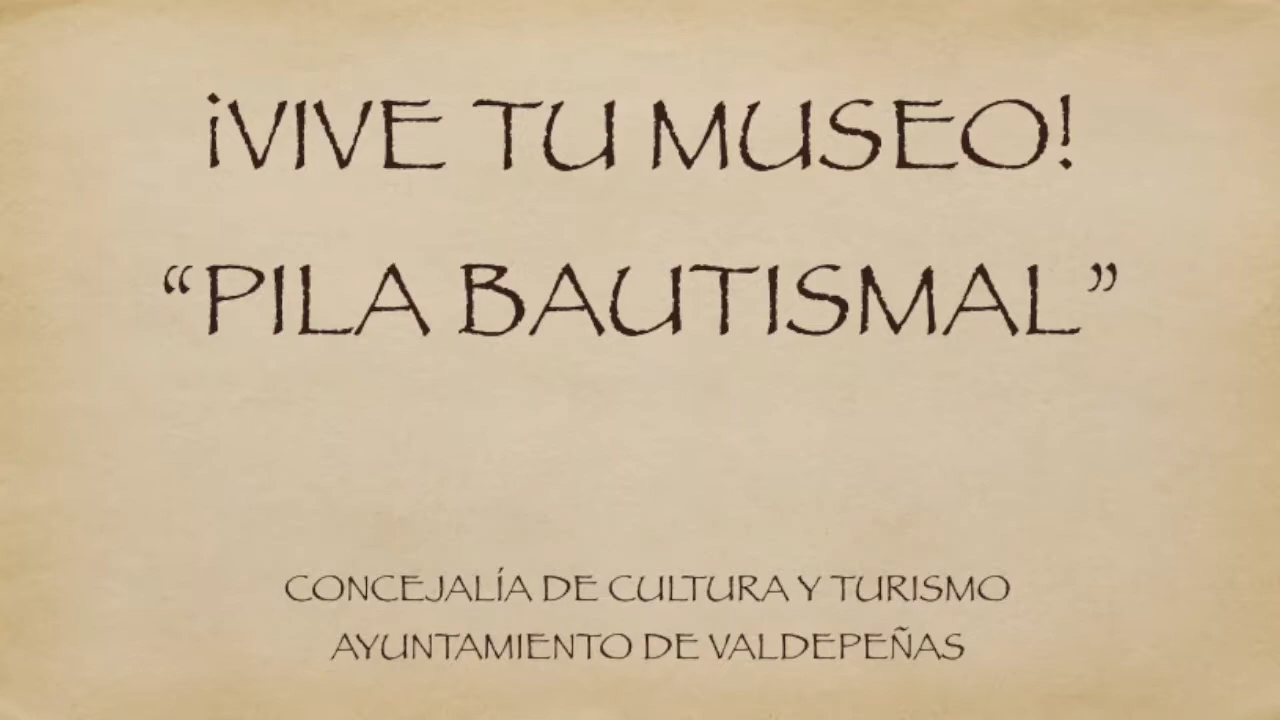 ¡VIVE TU MUSEO!
“PILA BAUTISMAL”
CONCEJALÍA DE CULTURA Y TURISMO
AYUNTAMIENTO DE VALDEPEÑAS